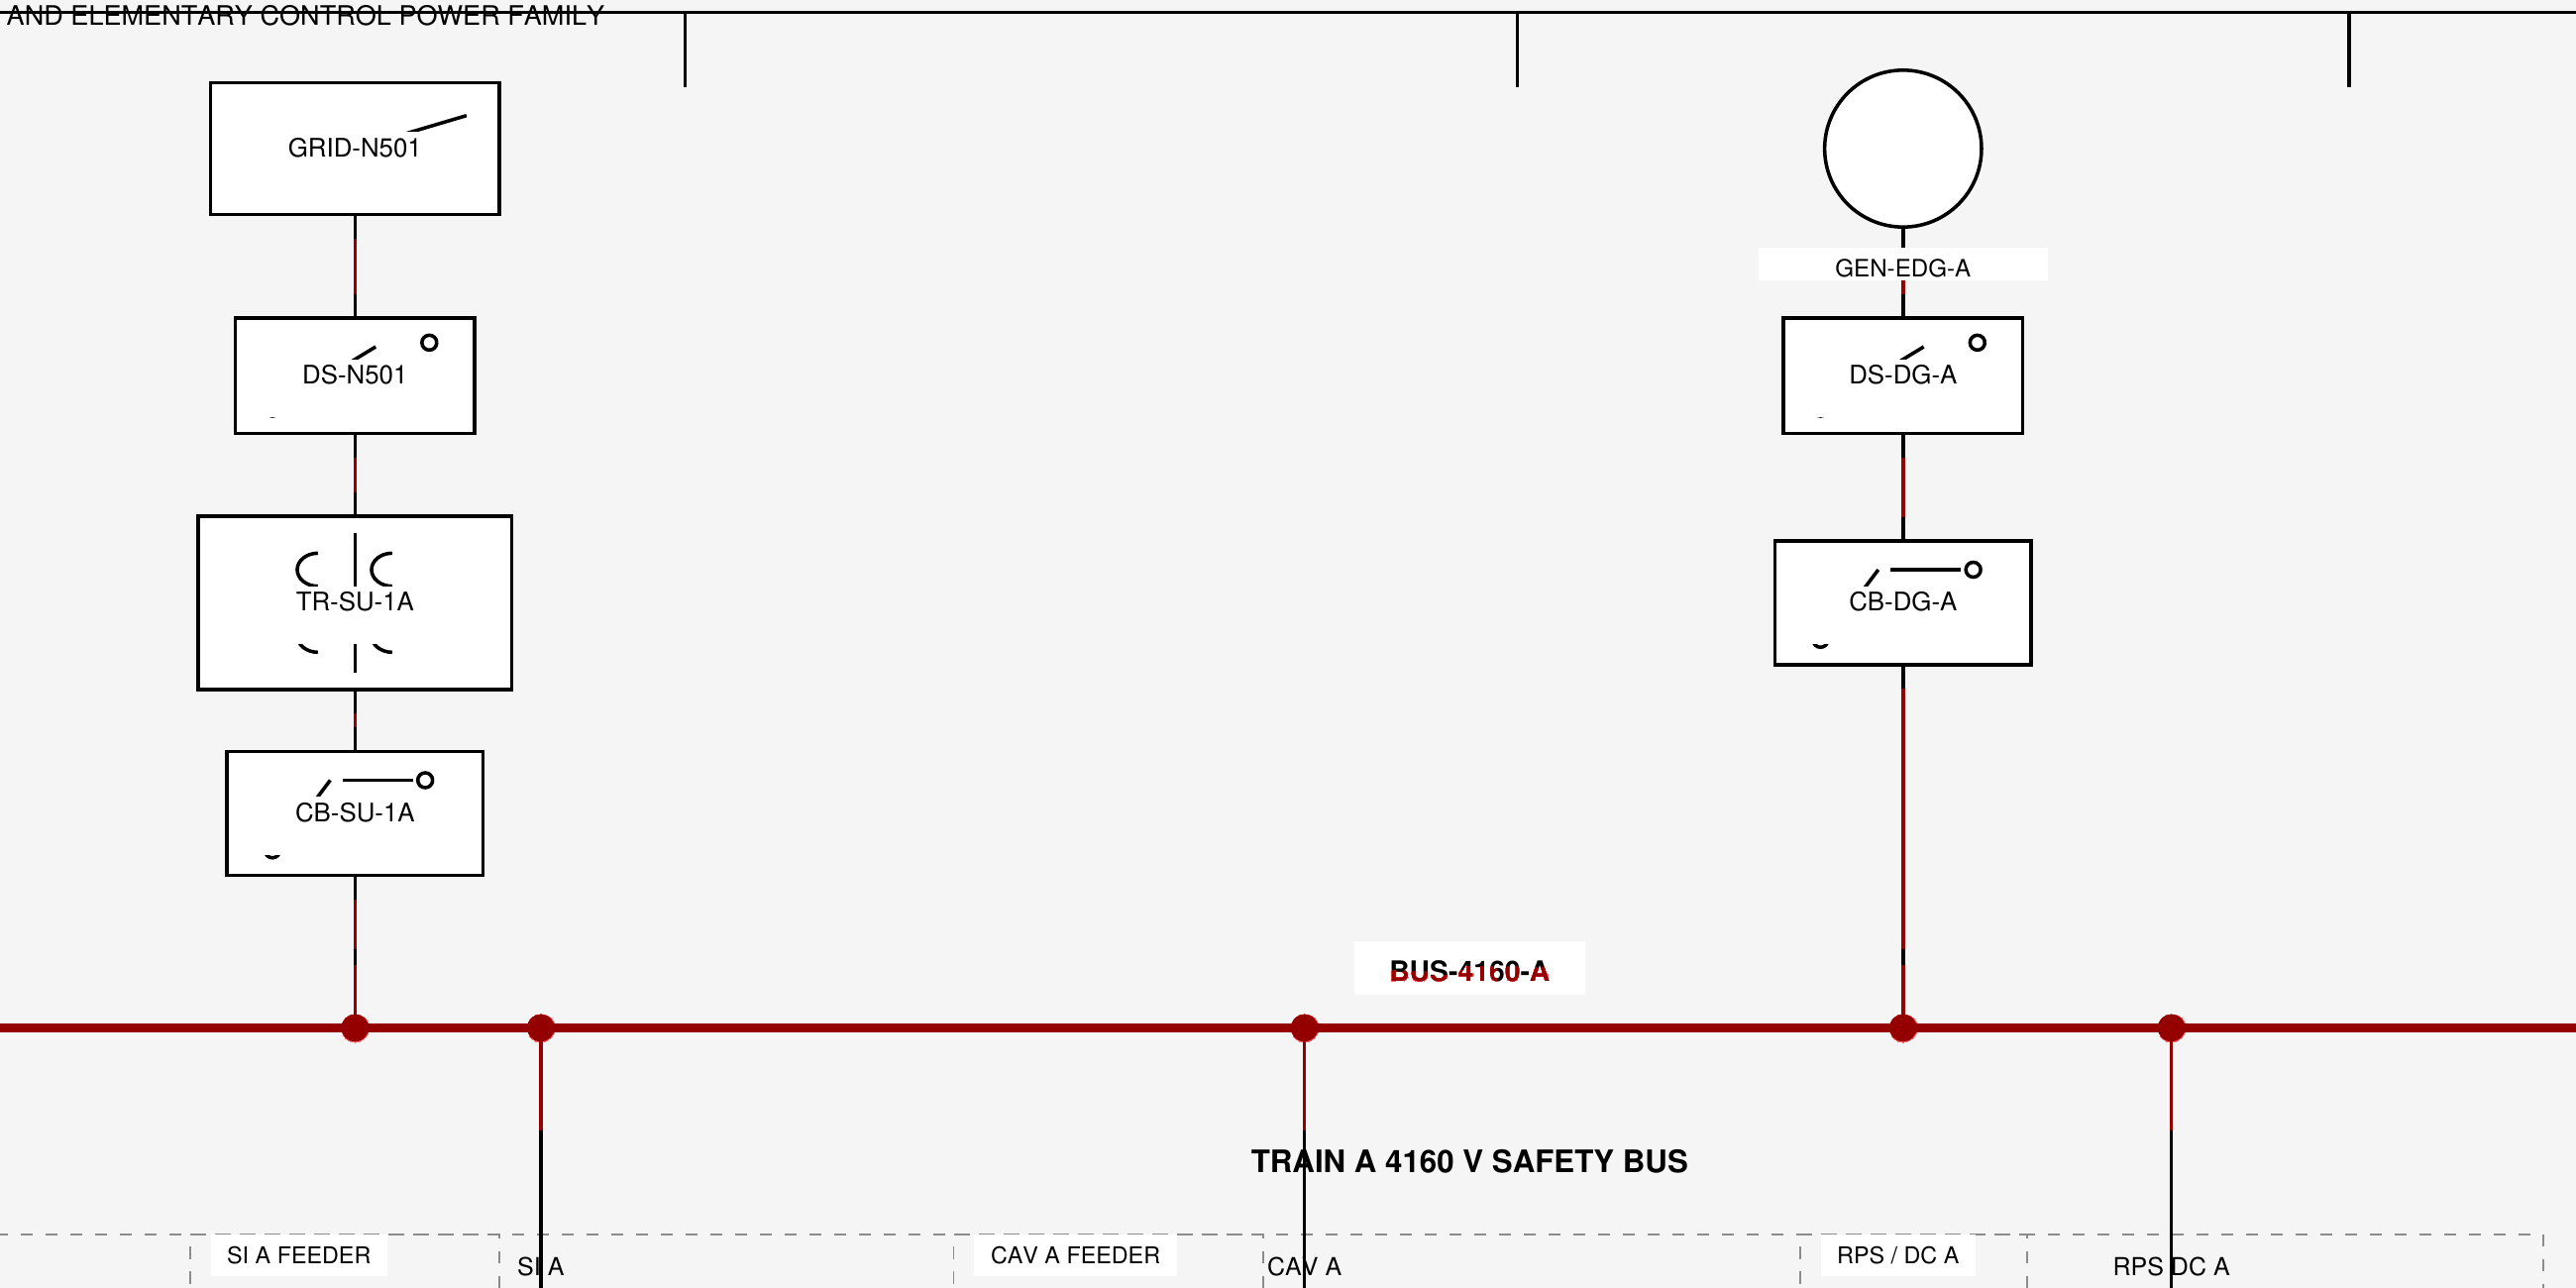 AND ELEMENTARY CONTROL POWER FAMILY
GRID-N501
GEN-EDG-A
DS-N501
DS-DG-A
TR-SU-1A
CB-DG-A
CB-SU-1A
BUS-4160-A
TRAIN A 4160 V SAFETY BUS
SI A FEEDER
SI A
CAV A FEEDER
CAV A
RPS / DC A
RPS DC A